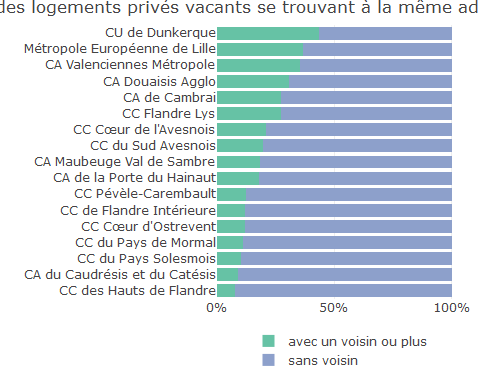 des logements privés vacants se trouvant à la même ad
CU de Dunkerque
Métropole Européenne de Lille
CA Valenciennes Métropole
CA Douaisis Agglo
CA de Cambrai
CC Flandre Lys
CC Cœur de l'Avesnois
CC du Sud Avesnois
CA Maubeuge Val de Sambre
CA de la Porte du Hainaut
CC Pévèle-Carembault
CC de Flandre Intérieure
CC Cœur d'Ostrevent
CC du Pays de Mormal
CC du Pays Solesmois
CA du Caudrésis et du Catésis
CC des Hauts de Flandre
0% 50% 100%
avec un voisin ou plus
sans voisin